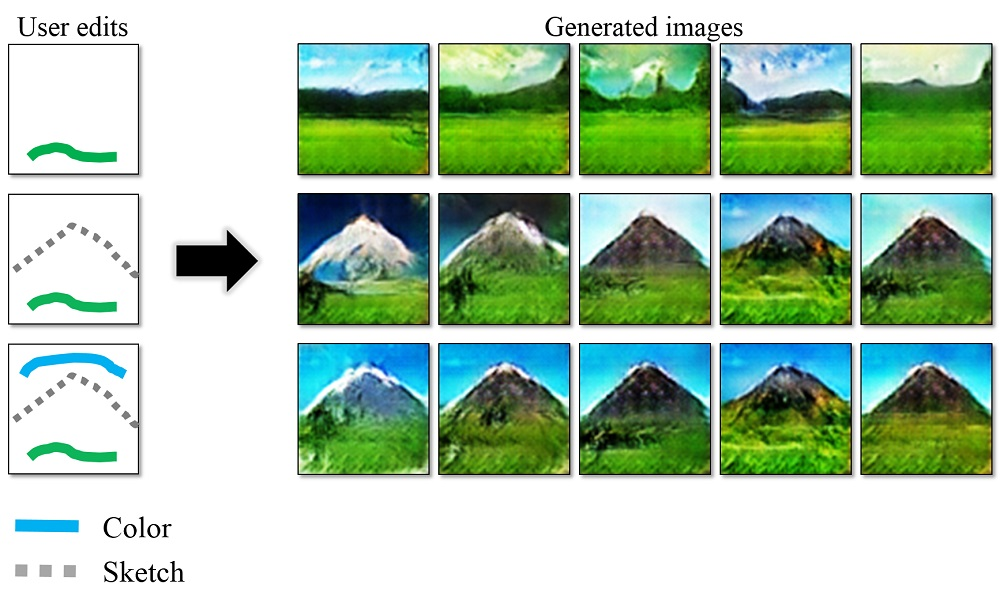 User edits
Generated images
Color
Sketch